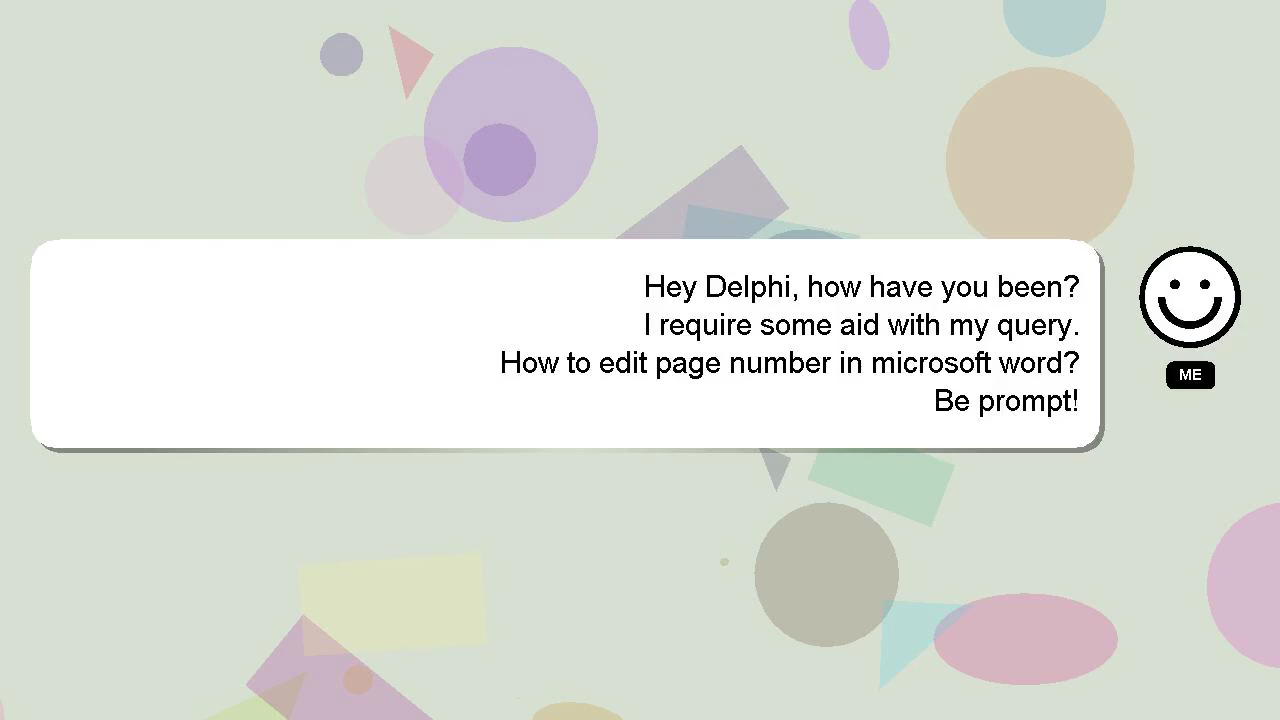 Hey Delphi, how have you been?
I require some aid with my query.
How to edit page number in microsoft word?
Be prompt!
ME